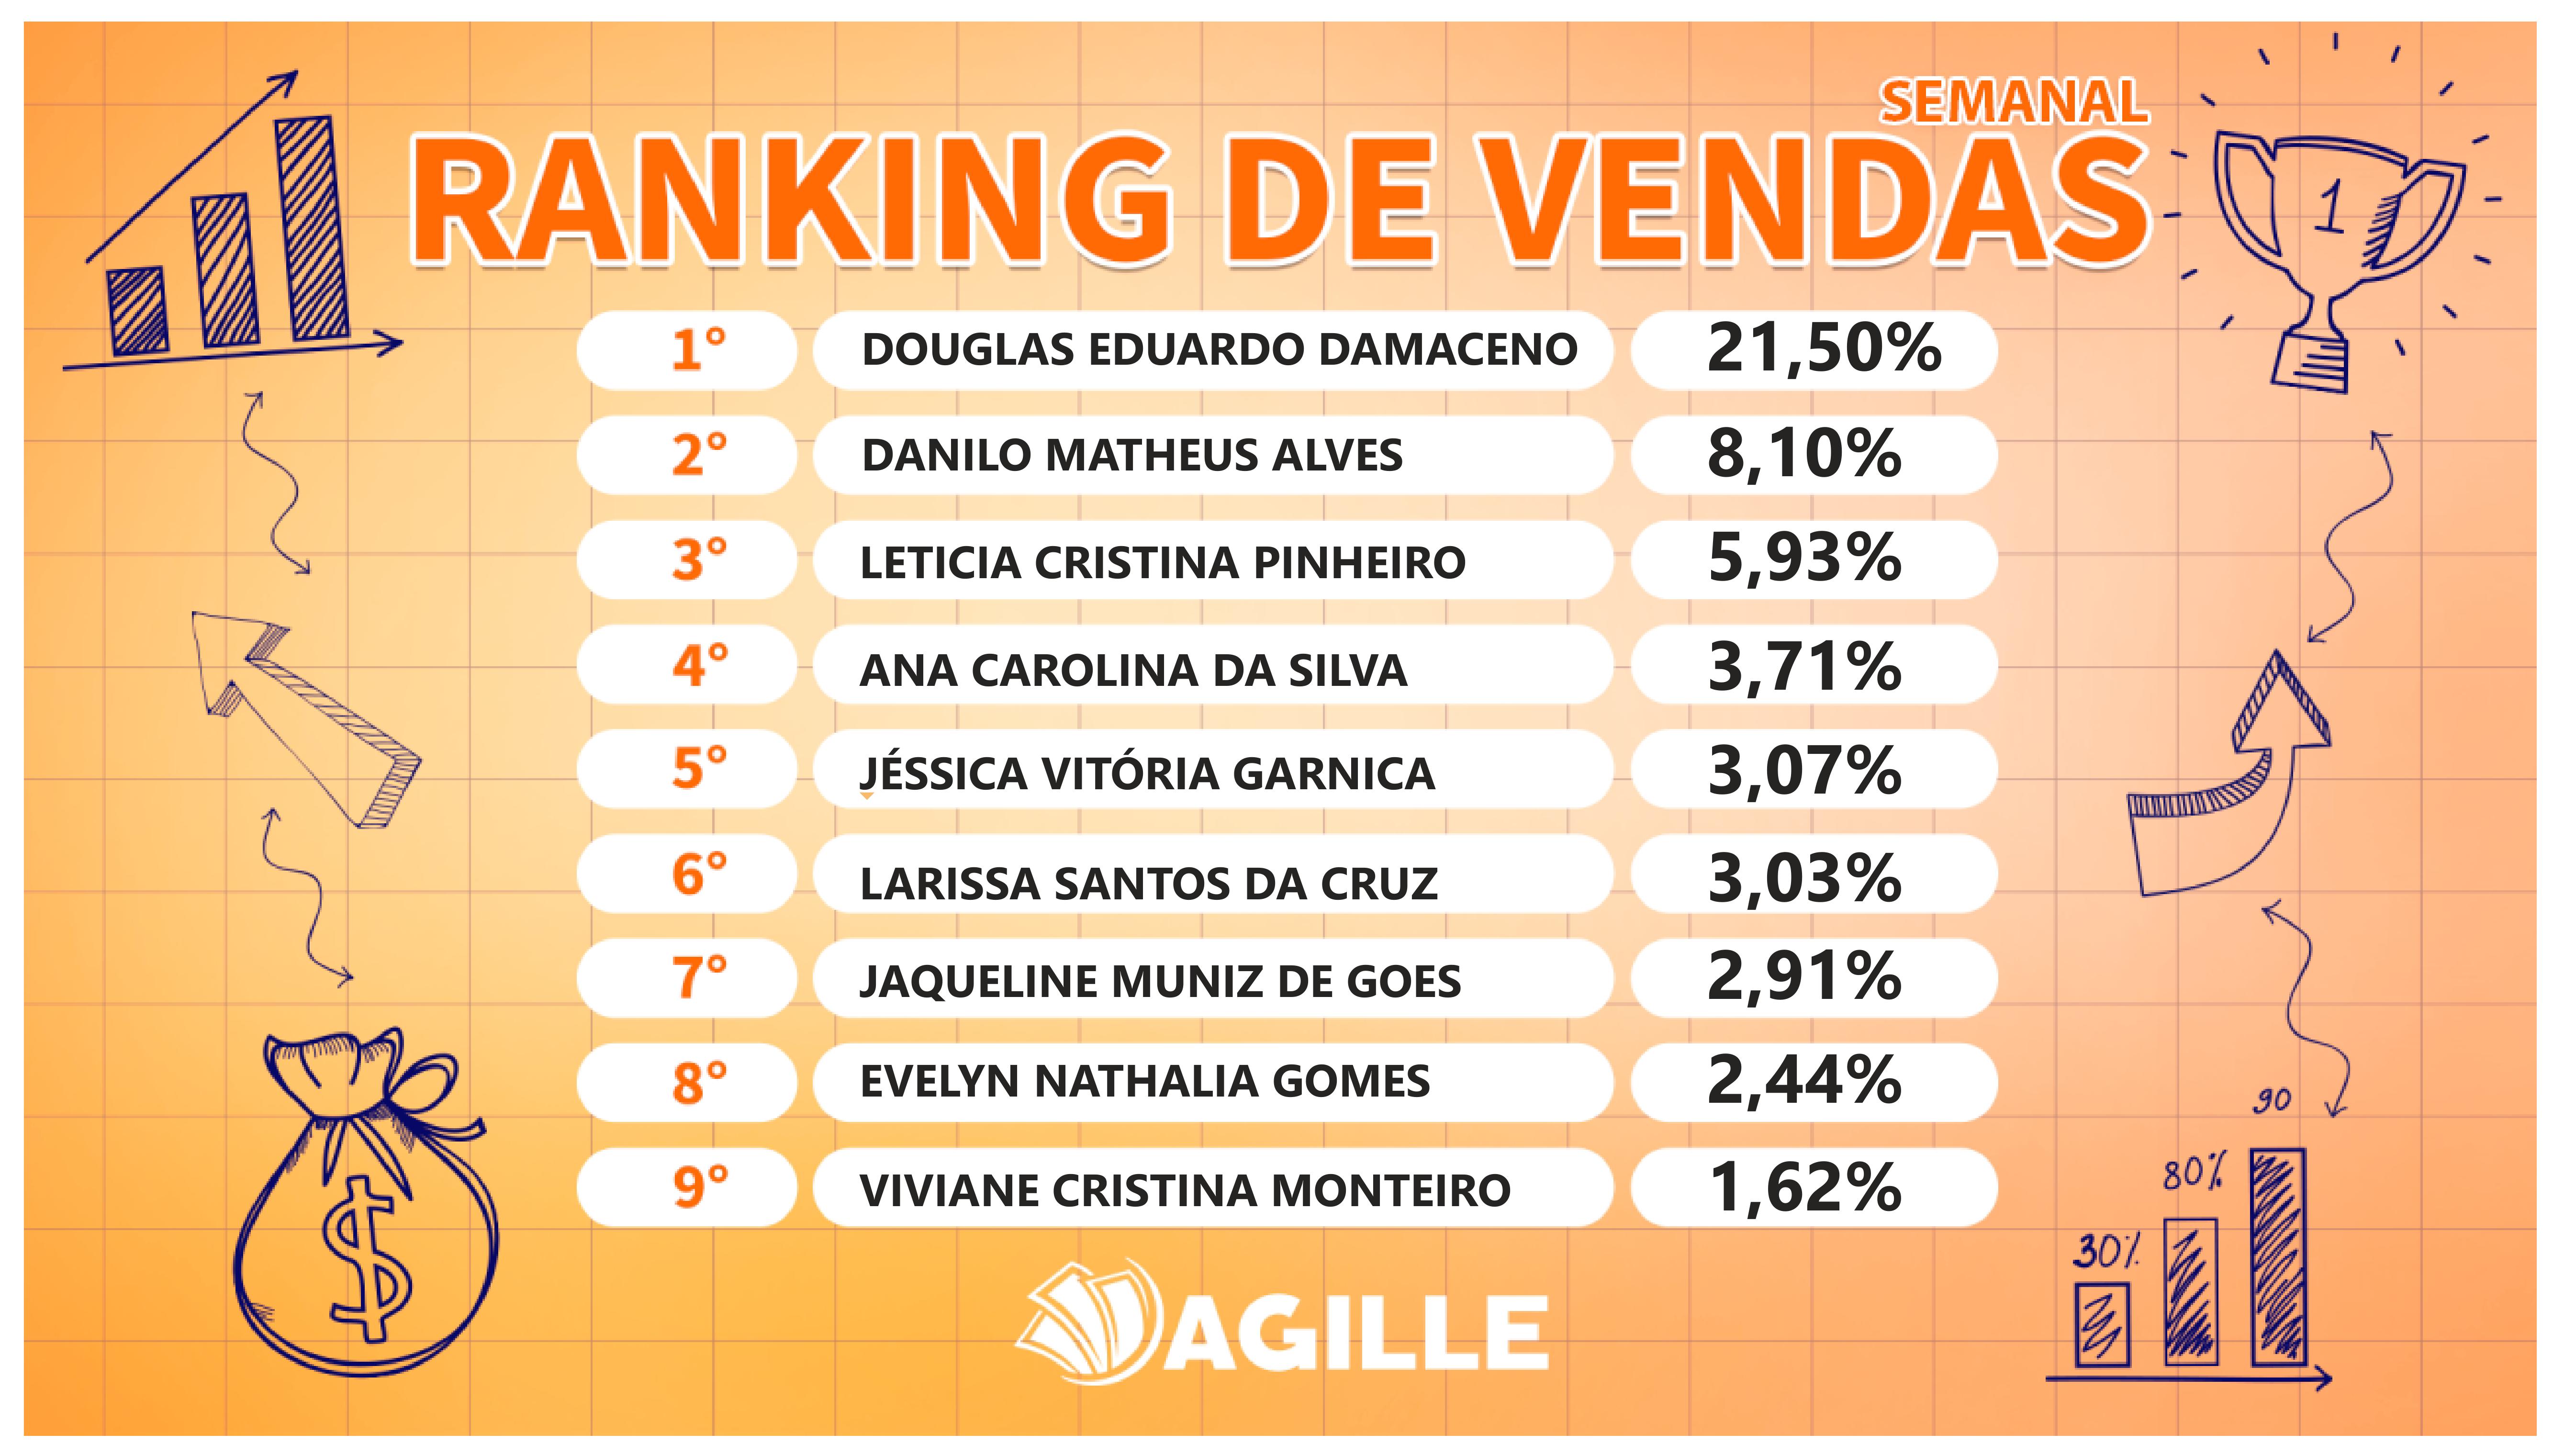 SEMANAL
RANKING DE VENDAS
1
1° DOUGLAS EDUARDO DAMACENO 21,50%
2° DANILO MATHEUS ALVES 8,10%
3° LETICIA CRISTINA PINHEIRO 5,93%
4° ANA CAROLINA DA SILVA 3,71%
5° JÉSSICA VITÓRIA GARNICA 3,07%
6° LARISSA SANTOS DA CRUZ 3,03%
7° JAQUELINE MUNIZ DE GOES 2,91%
8° EVELYN NATHALIA GOMES 2,44%
9° VIVIANE CRISTINA MONTEIRO 1,62%
$
30% 80% 90
AGILLE